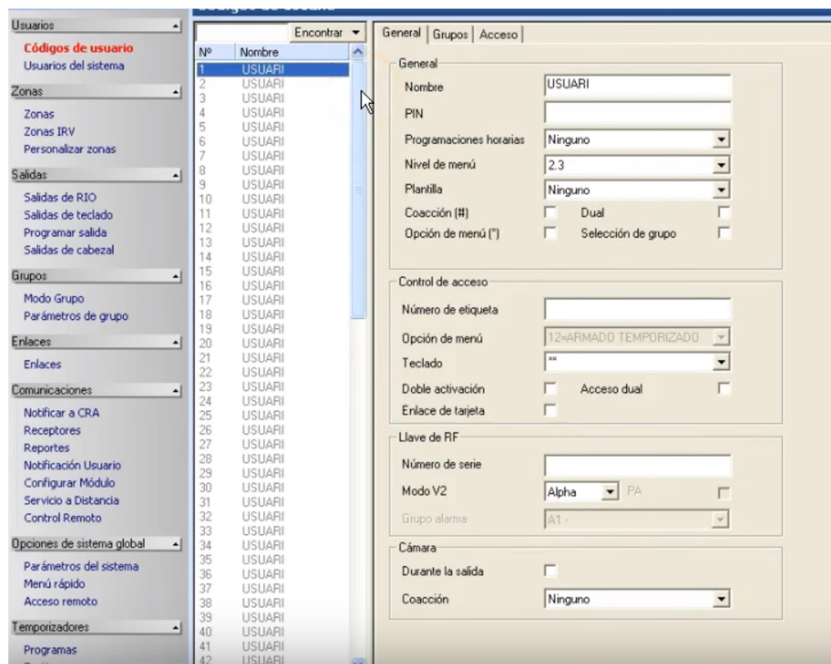 Usuarios
Códigos de usuario
Usuarios del sistema
Zonas
Zonas
Zonas IRV
Personalizar zonas
Salidas
Salidas de RIO
Salidas de teclado
Programar salida
Salidas de cabezal
Grupos
Modo Grupo
Parámetros de grupo
Enlaces
Enlaces
Comunicaciones
Notificar a CRA
Receptores
Reportes
Notificación Usuario
Configurar Módulo
Servicio a Distancia
Control Remoto
Opciones de sistema global
Parámetros del sistema
Menú rápido
Acceso remoto
Temporizadores
Programas
Encontrar
Nº Nombre
1 USUARI
2 USUARI
3 USUARI
4 USUARI
5 USUARI
6 USUARI
7 USUARI
8 USUARI
9 USUARI
10 USUARI
11 USUARI
12 USUARI
13 USUARI
14 USUARI
15 USUARI
16 USUARI
17 USUARI
18 USUARI
19 USUARI
20 USUARI
21 USUARI
22 USUARI
23 USUARI
24 USUARI
25 USUARI
26 USUARI
27 USUARI
28 USUARI
29 USUARI
30 USUARI
31 USUARI
32 USUARI
33 USUARI
34 USUARI
35 USUARI
36 USUARI
37 USUARI
38 USUARI
39 USUARI
40 USUARI
41 USUARI
42 USUARI
General Grupos Acceso
General
Nombre USUARI
PIN
Programaciones horarias Ninguno
Nivel de menú 2.3
Plantilla Ninguno
Coacción (#) Dual
Opción de menú (*) Selección de grupo
Control de acceso
Número de etiqueta
Opción de menú 12=ARMADO TEMPORIZADO
Teclado **
Doble activación Acceso dual
Enlace de tarjeta
Llave de RF
Número de serie
Modo V2 Alpha PA
Grupo alarma A1 -
Cámara
Durante la salida
Coacción Ninguno